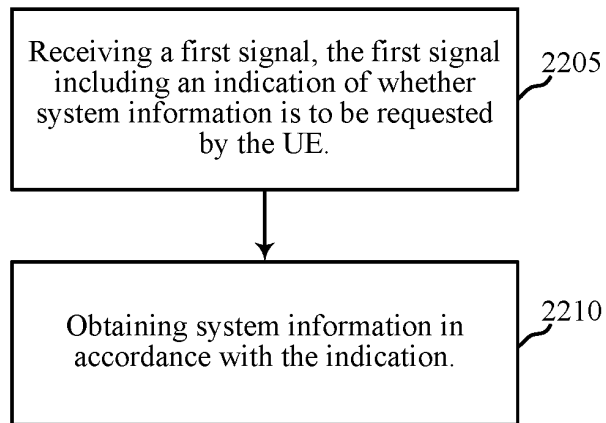 Receiving a first signal, the first signal
including an indication of whether
system information is to be requested
by the UE.
2205
Obtaining system information in
accordance with the indication.
2210